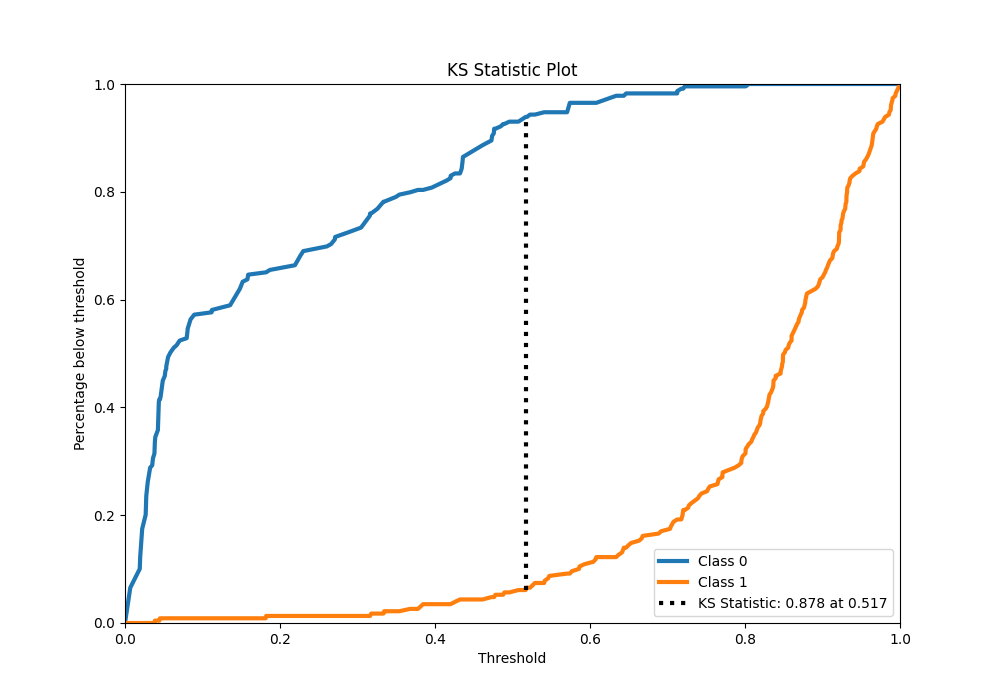 KS Statistic Plot
1.0
0.8
0.6
0.4
0.2
0.0
Percentage below threshold
0.0 0.2 0.4 0.6 0.8 1.0
Threshold
Class 0
Class 1
KS Statistic: 0.878 at 0.517